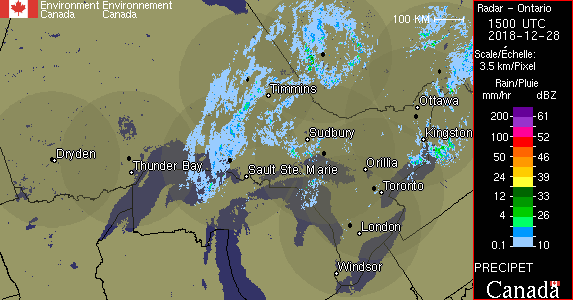 Environment Environnement
Canada Canada
100 KM
Timmins
Ottawa
Sudbury
Kingston
Dryden
Thunder Bay
Sault Ste. Marie
Orillia
Toronto
London
Windsor
Radar - Ontario
1500 UTC
2018-12-28
Scale/Échelle:
3.5 km/Pixel
Rain/Pluie
mm/hr dBZ
200 61
100 52
50 46
24 39
12 33
4 26
0.1 10
PRECIPET
Canada